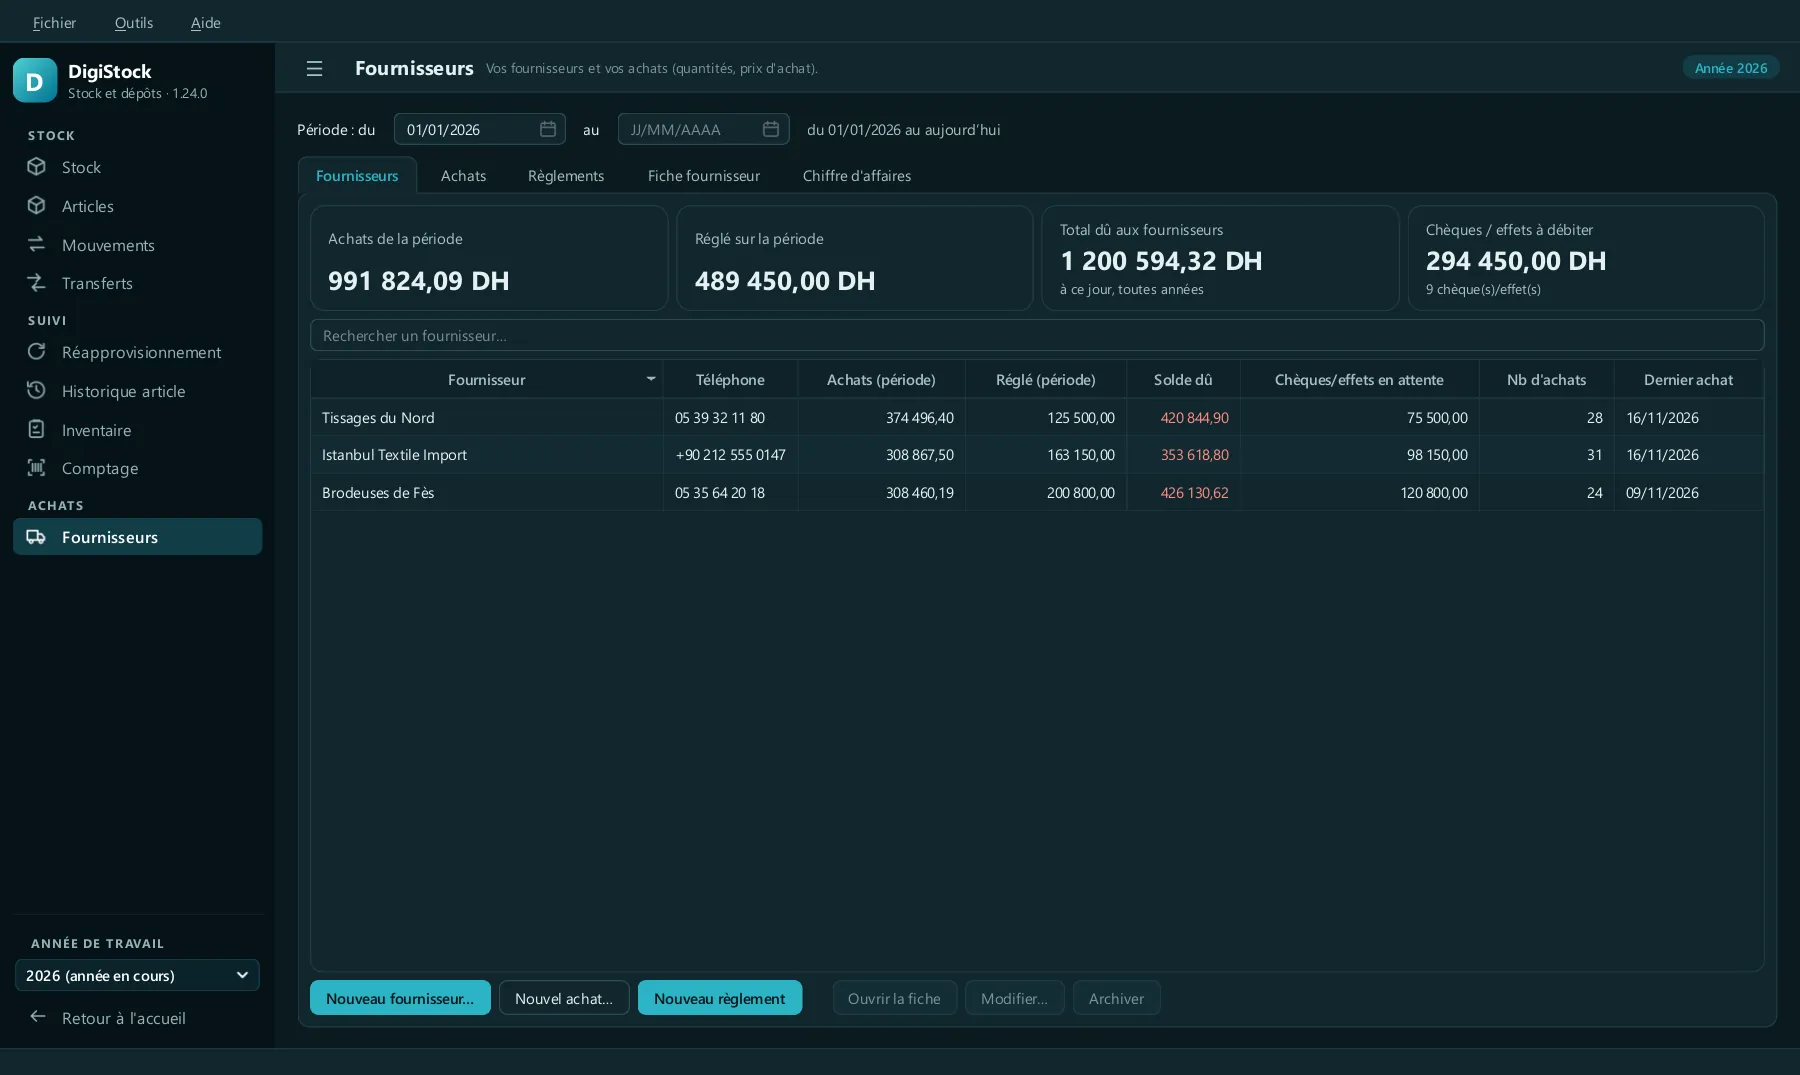 Fichier Outils Aide
DigiStock
Stock et dépôts · 1.24.0
STOCK
Stock
Articles
Mouvements
Transferts
SUIVI
Réapprovisionnement
Historique article
Inventaire
Comptage
ACHATS
Fournisseurs
ANNÉE DE TRAVAIL
2026 (année en cours)
Retour à l'accueil
Fournisseurs Vos fournisseurs et vos achats (quantités, prix d'achat). Année 2026
Période : du 01/01/2026 au JJ/MM/AAAA du 01/01/2026 au aujourd’hui
Fournisseurs Achats Règlements Fiche fournisseur Chiffre d'affaires
Achats de la période
991 824,09 DH
Réglé sur la période
489 450,00 DH
Total dû aux fournisseurs
1 200 594,32 DH
à ce jour, toutes années
Chèques / effets à débiter
294 450,00 DH
9 chèque(s)/effet(s)
Rechercher un fournisseur…
Fournisseur Téléphone Achats (période) Réglé (période) Solde dû Chèques/effets en attente Nb d'achats Dernier achat
Tissages du Nord 05 39 32 11 80 374 496,40 125 500,00 420 844,90 75 500,00 28 16/11/2026
Istanbul Textile Import +90 212 555 0147 308 867,50 163 150,00 353 618,80 98 150,00 31 16/11/2026
Brodeuses de Fès 05 35 64 20 18 308 460,19 200 800,00 426 130,62 120 800,00 24 09/11/2026
Nouveau fournisseur… Nouvel achat… Nouveau règlement Ouvrir la fiche Modifier… Archiver